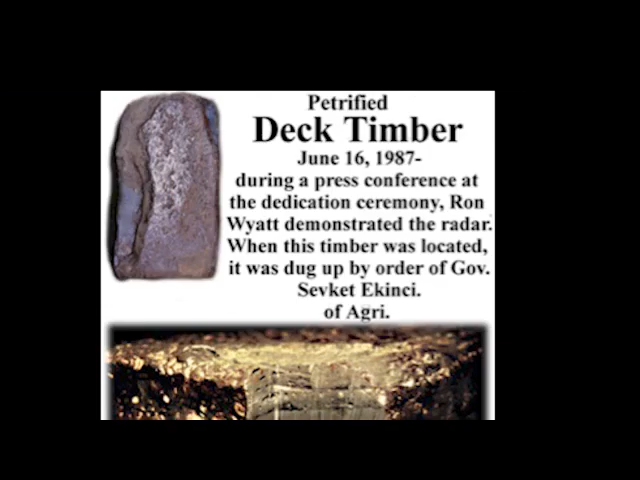 Petrified
Deck Timber
June 16, 1987-
during a press conference at
the dedication ceremony, Ron
Wyatt demonstrated the radar.
When this timber was located,
it was dug up by order of Gov.
Sevket Ekinci.
of Agri.